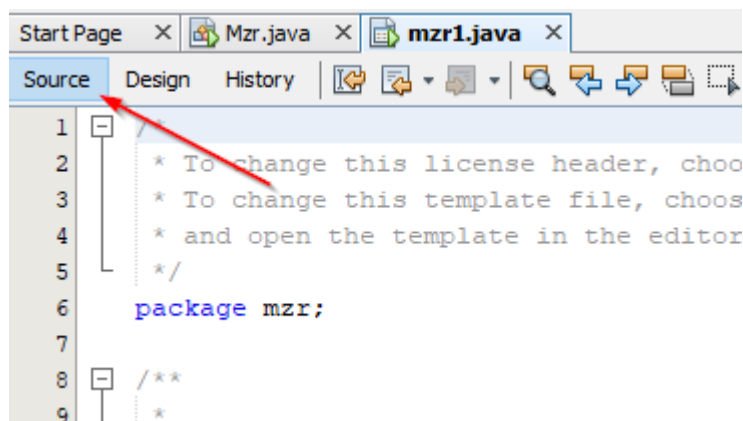 Start Page Mzr.java mzr1.java
Source Design History
1 /*
2 * To change this license header, choo
3 * To change this template file, choos
4 * and open the template in the editor
5 */
6 package mzr;
7
8 /**
9 *